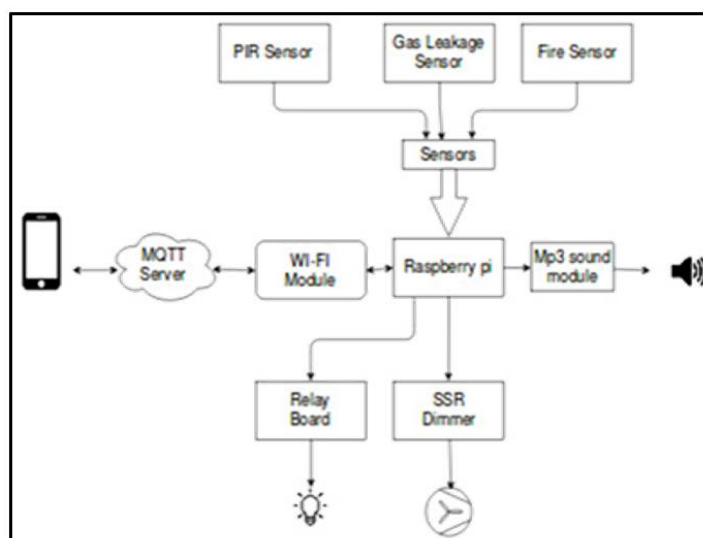 PIR Sensor
Gas Leakage
Sensor
Fire Sensor
Sensors
MQTT
Server
WI-FI
Module
Raspberry pi
Mp3 sound
module
Relay
Board
SSR
Dimmer